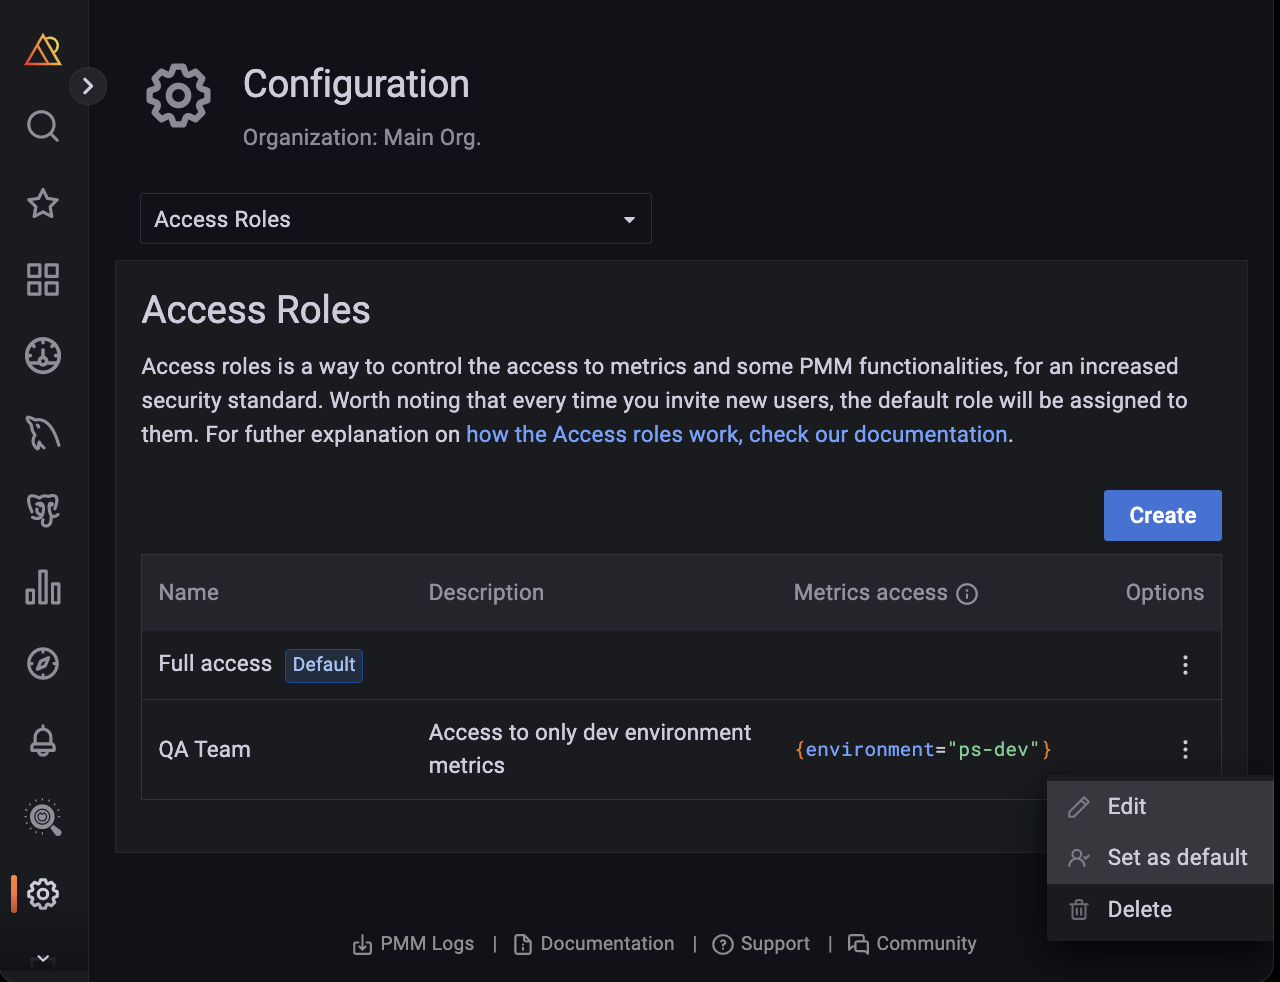 Configuration
Organization: Main Org.
Access Roles
Access Roles
Access roles is a way to control the access to metrics and some PMM functionalities, for an increased
security standard. Worth noting that every time you invite new users, the default role will be assigned to
them. For futher explanation on how the Access roles work, check our documentation.
Create
Name Description Metrics access Options
Full access Default
QA Team Access to only dev environment metrics {environment="ps-dev"}
Edit
Set as default
Delete
PMM Logs | Documentation | Support | Community